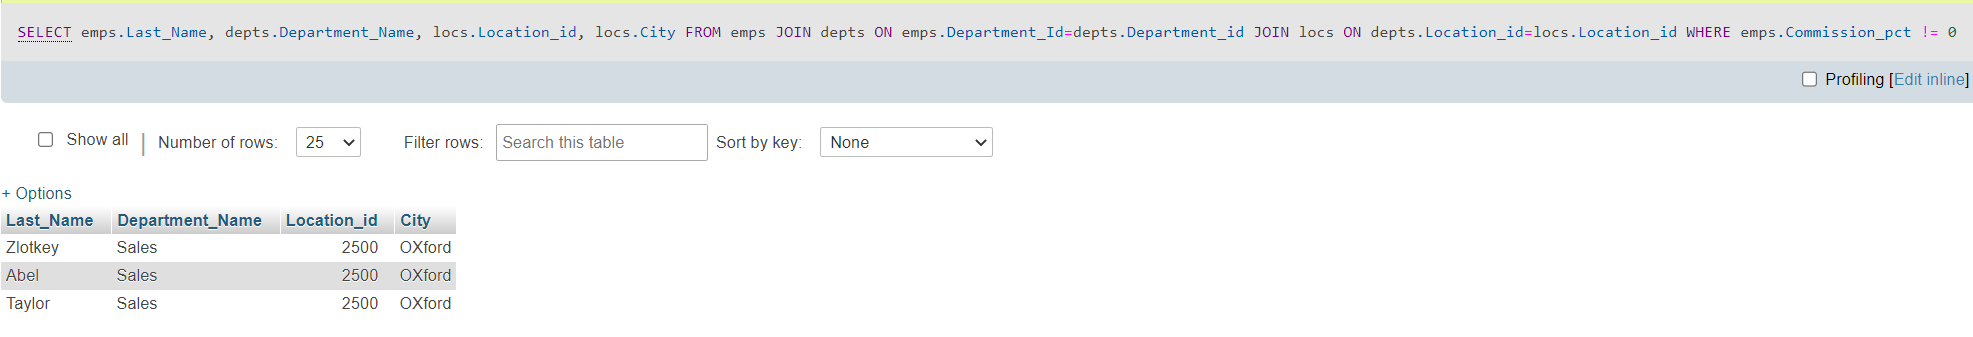 SELECT emps.Last_Name, depts.Department_Name, locs.Location_id, locs.City FROM emps JOIN depts ON emps.Department_Id=depts.Department_id JOIN locs ON depts.Location_id=locs.Location_id WHERE emps.Commission_pct != 0
Profiling [Edit inline]
Show all | Number of rows: 25 Filter rows: Search this table Sort by key: None
+ Options
Last_Name Department_Name Location_id City
Zlotkey Sales 2500 OXford
Abel Sales 2500 OXford
Taylor Sales 2500 OXford